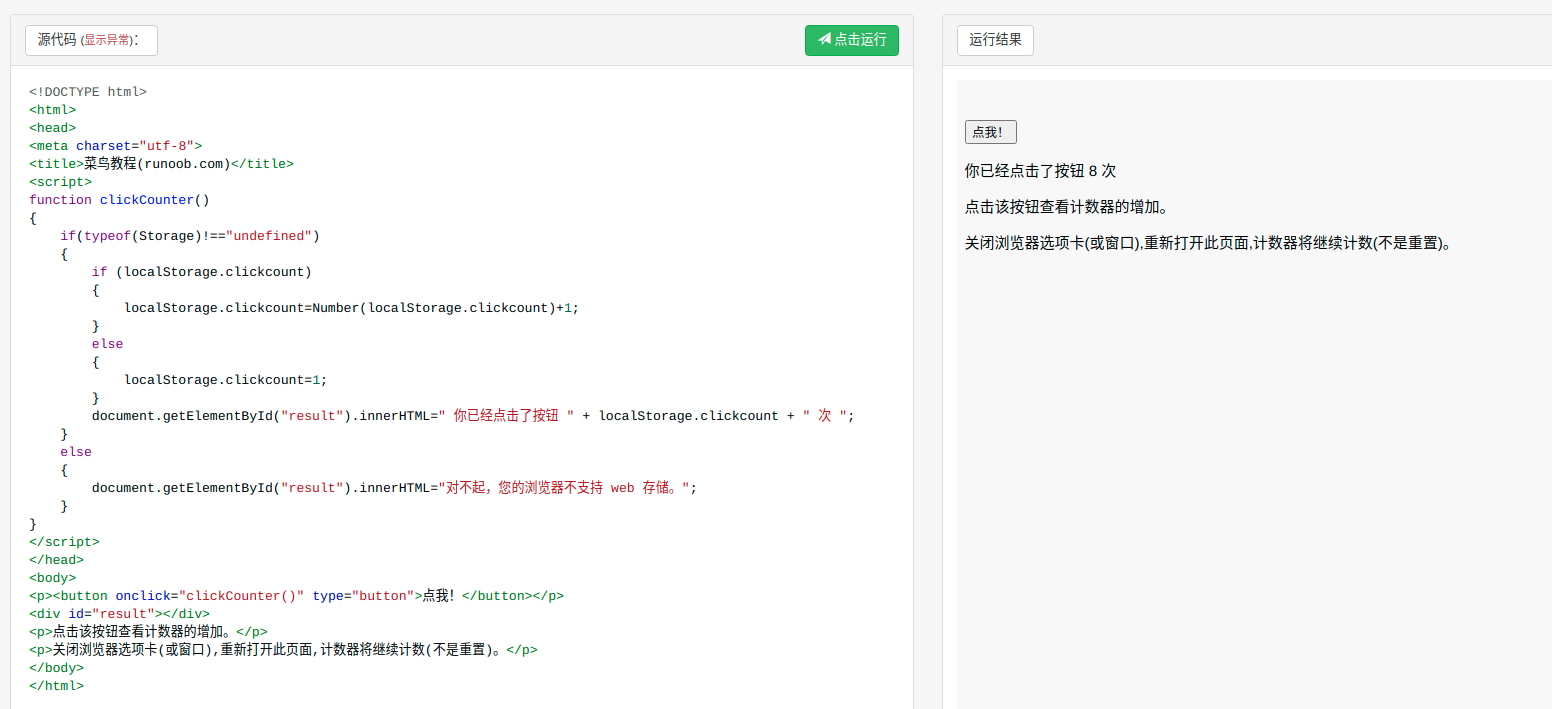 源代码 (显示异常)：
点击运行
<!DOCTYPE html>
<html>
<head>
<meta charset="utf-8">
<title>菜鸟教程(runoob.com)</title>
<script>
function clickCounter()
{
    if(typeof(Storage)!=="undefined")
    {
        if (localStorage.clickcount)
        {
            localStorage.clickcount=Number(localStorage.clickcount)+1;
        }
        else
        {
            localStorage.clickcount=1;
        }
        document.getElementById("result").innerHTML=" 你已经点击了按钮 " + localStorage.clickcount + " 次 ";
    }
    else
    {
        document.getElementById("result").innerHTML="对不起，您的浏览器不支持 web 存储。";
    }
}
</script>
</head>
<body>
<p><button onclick="clickCounter()" type="button">点我！</button></p>
<div id="result"></div>
<p>点击该按钮查看计数器的增加。</p>
<p>关闭浏览器选项卡(或窗口),重新打开此页面,计数器将继续计数(不是重置)。</p>
</body>
</html>
运行结果
点我！
你已经点击了按钮 8 次
点击该按钮查看计数器的增加。
关闭浏览器选项卡(或窗口),重新打开此页面,计数器将继续计数(不是重置)。